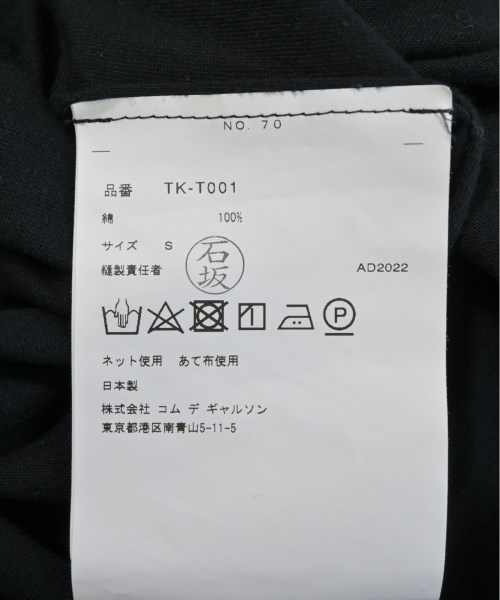 NO. 70
品番 TK-T001
綿 100%
サイズ S
石坂
縫製責任者
AD2022
P
ネット使用 あて布使用
日本製
株式会社 コム デ ギャルソン
東京都港区南青山5-11-5